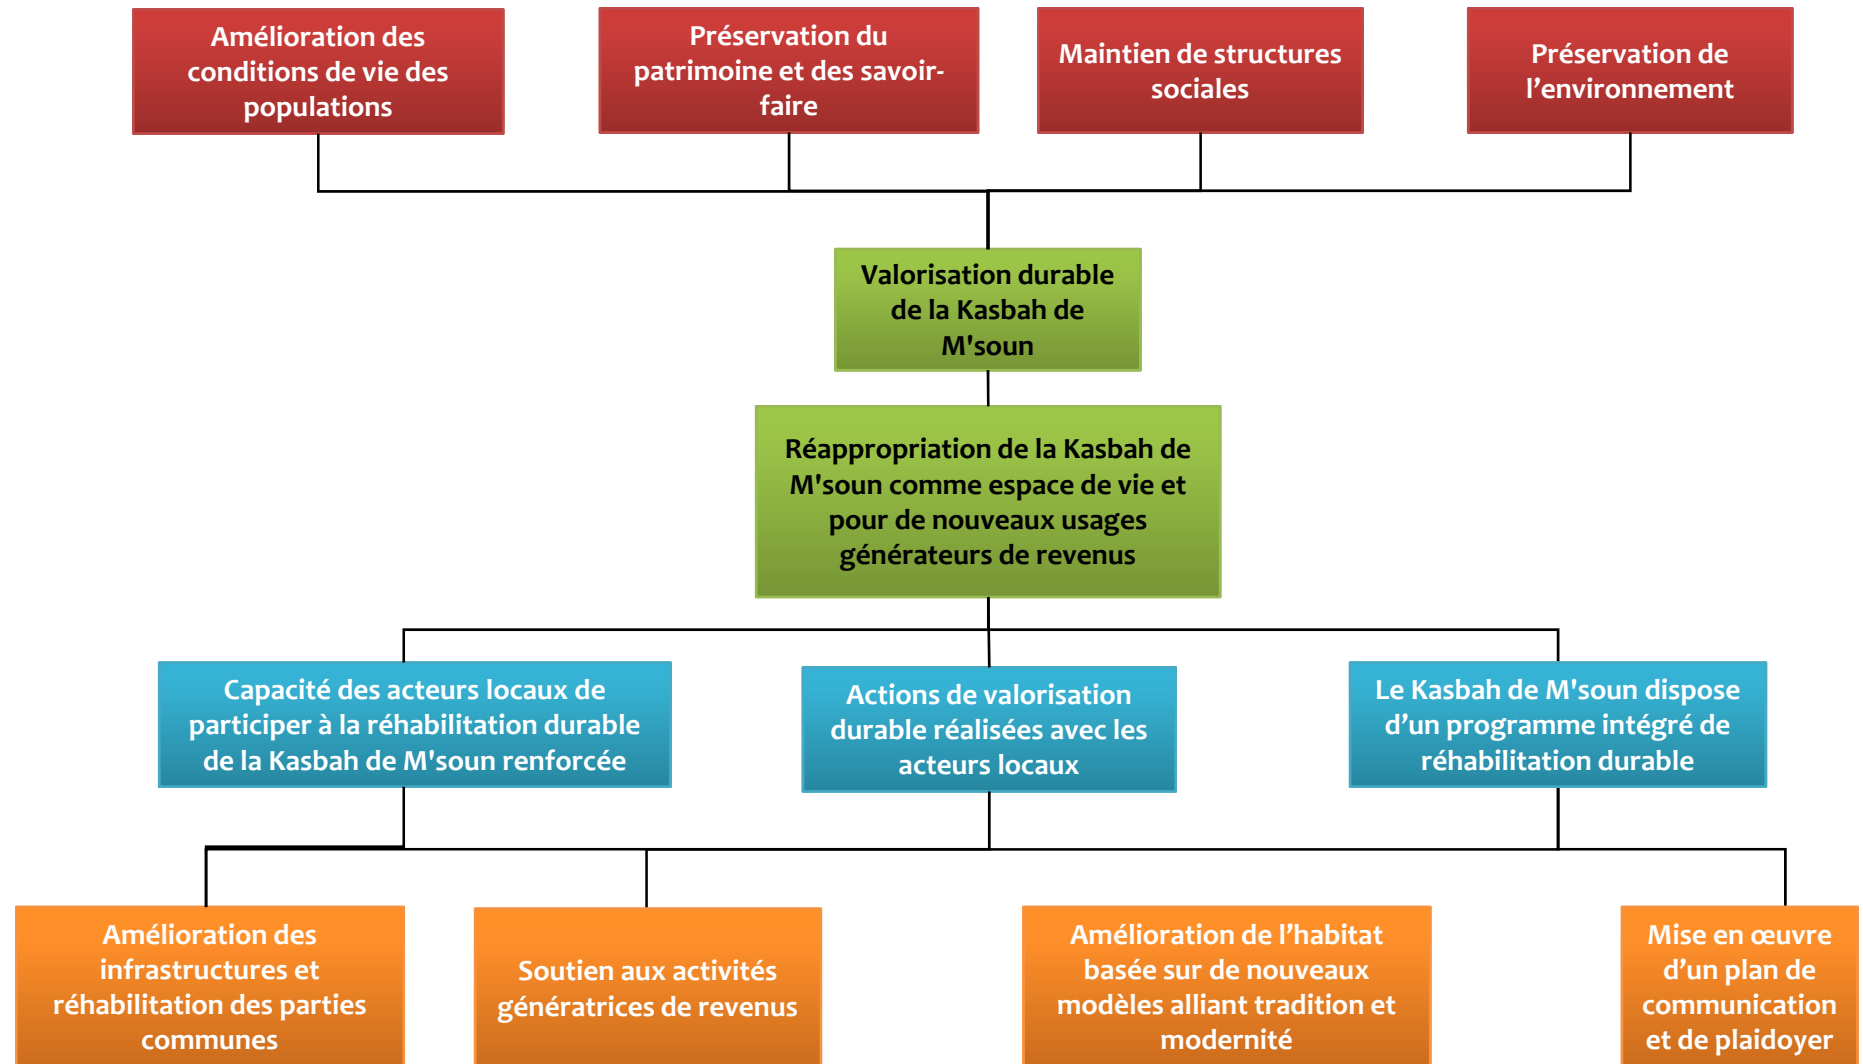 Amélioration des
conditions de vie des
populations
Préservation du
patrimoine et des savoir-
faire
Maintien de structures
sociales
Préservation de
l’environnement
Valorisation durable
de la Kasbah de
M'soun
Réappropriation de la Kasbah de
M'soun comme espace de vie et
pour de nouveaux usages
générateurs de revenus
Capacité des acteurs locaux de
participer à la réhabilitation durable
de la Kasbah de M'soun renforcée
Actions de valorisation
durable réalisées avec les
acteurs locaux
Le Kasbah de M'soun dispose
d’un programme intégré de
réhabilitation durable
Amélioration des
infrastructures et
réhabilitation des parties
communes
Soutien aux activités
génératrices de revenus
Amélioration de l’habitat
basée sur de nouveaux
modèles alliant tradition et
modernité
Mise en œuvre
d’un plan de
communication
et de plaidoyer